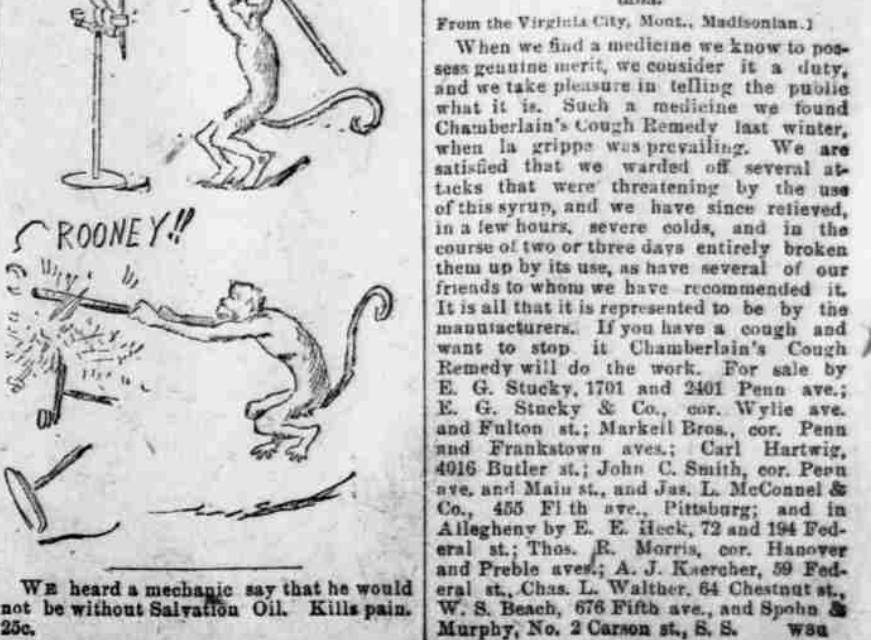 ROONEY!!
WE heard a mechanic say that he would
not be without Salvation Oil. Kills pain.
25c.
From the Virginia City, Mont., Madisonian.]
When we find a medicine we know to pos-
sess genuine merit, we consider it a duty,
and we take pleasure in telling the public
what it is. Such a medicine we found
Chamberlain's Cough Remedy last winter,
when la grippe was prevailing. We are
satisfied that we warded off several at-
tacks that were threatening by the use
of this syrup, and we have since relieved,
in a few hours, severe colds, and in the
course of two or three days entirely broken
them up by its use, as have several of our
friends to whom we have recommended it.
It is all that it is represented to be by the
manufacturers. If you have a cough and
want to stop it Chamberlain's Cough
Remedy will do the work. For sale by
E. G. Stucky, 1701 and 2401 Penn ave.;
E. G. Stucky & Co., cor. Wylie ave.
and Fulton st.; Markell Bros., cor. Penn
and Frankstown aves.; Carl Hartwig,
4016 Butler st.; John C. Smith, cor. Penn
ave. and Main st., and Jas. L. McConnel &
Co., 455 Fifth ave., Pittsburg; and in
Allegheny by E. E. Heck, 72 and 194 Fed-
eral st.; Thos. R. Morris, cor. Hanover
and Preble aves.; A. J. Kaercher, 59 Fed-
eral st., Chas. L. Walther, 64 Chestnut st.,
W. S. Beach, 676 Fifth ave., and Spohn &
Murphy, No. 2 Carson st., S. S. wsu